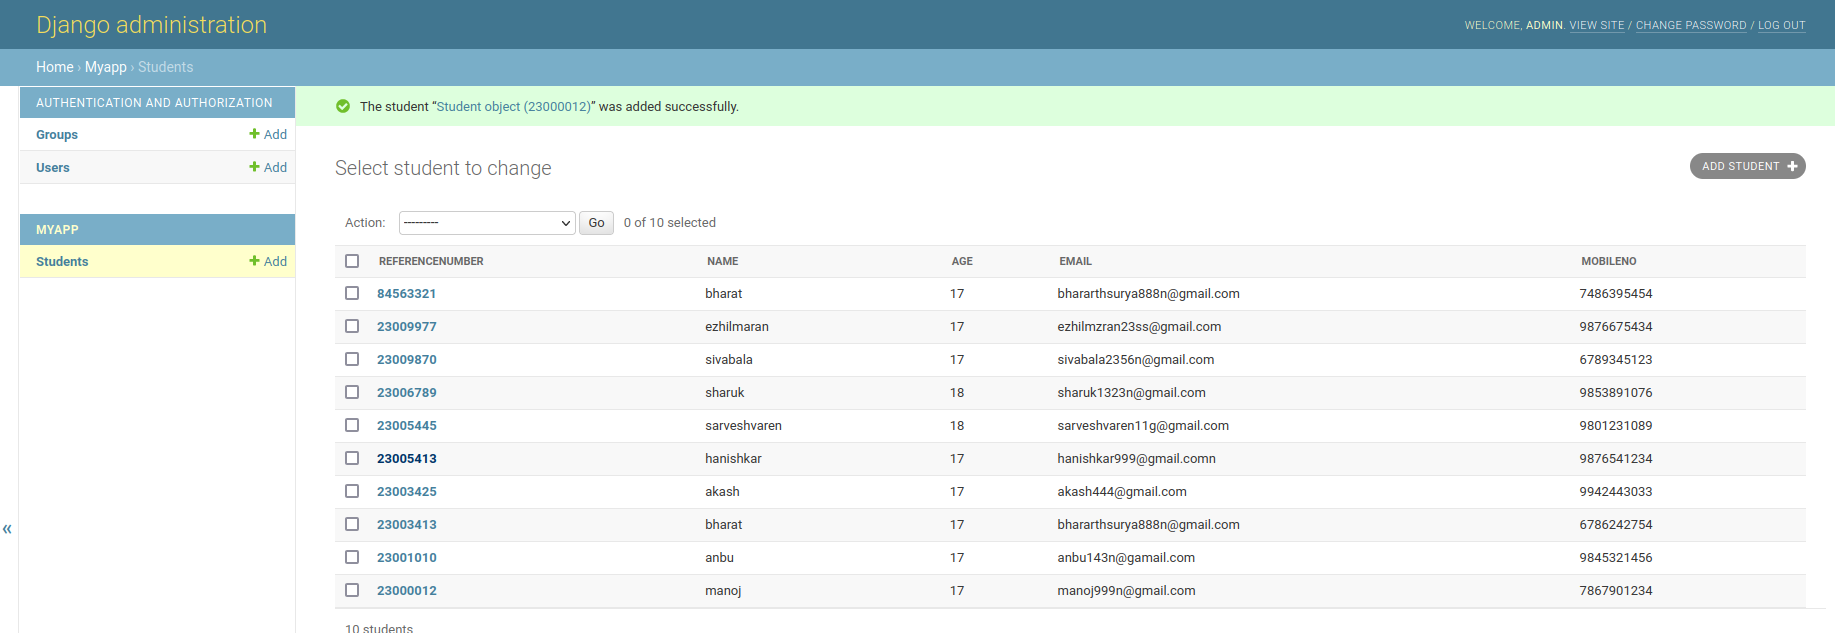 Django administration
WELCOME, ADMIN. VIEW SITE / CHANGE PASSWORD / LOG OUT
Home › Myapp › Students
AUTHENTICATION AND AUTHORIZATION
Groups + Add
Users + Add
MYAPP
Students + Add
«
The student “Student object (23000012)” was added successfully.
Select student to change
ADD STUDENT +
Action: --------- Go 0 of 10 selected
REFERENCENUMBER NAME AGE EMAIL MOBILENO
84563321 bharat 17 bhararthsurya888n@gmail.com 7486395454
23009977 ezhilmaran 17 ezhilmzran23ss@gmail.com 9876675434
23009870 sivabala 17 sivabala2356n@gmail.com 6789345123
23006789 sharuk 18 sharuk1323n@gmail.com 9853891076
23005445 sarveshvaren 18 sarveshvaren11g@gmail.com 9801231089
23005413 hanishkar 17 hanishkar999@gmail.comn 9876541234
23003425 akash 17 akash444@gmail.com 9942443033
23003413 bharat 17 bhararthsurya888n@gmail.com 6786242754
23001010 anbu 17 anbu143n@gamail.com 9845321456
23000012 manoj 17 manoj999n@gmail.com 7867901234
10 students